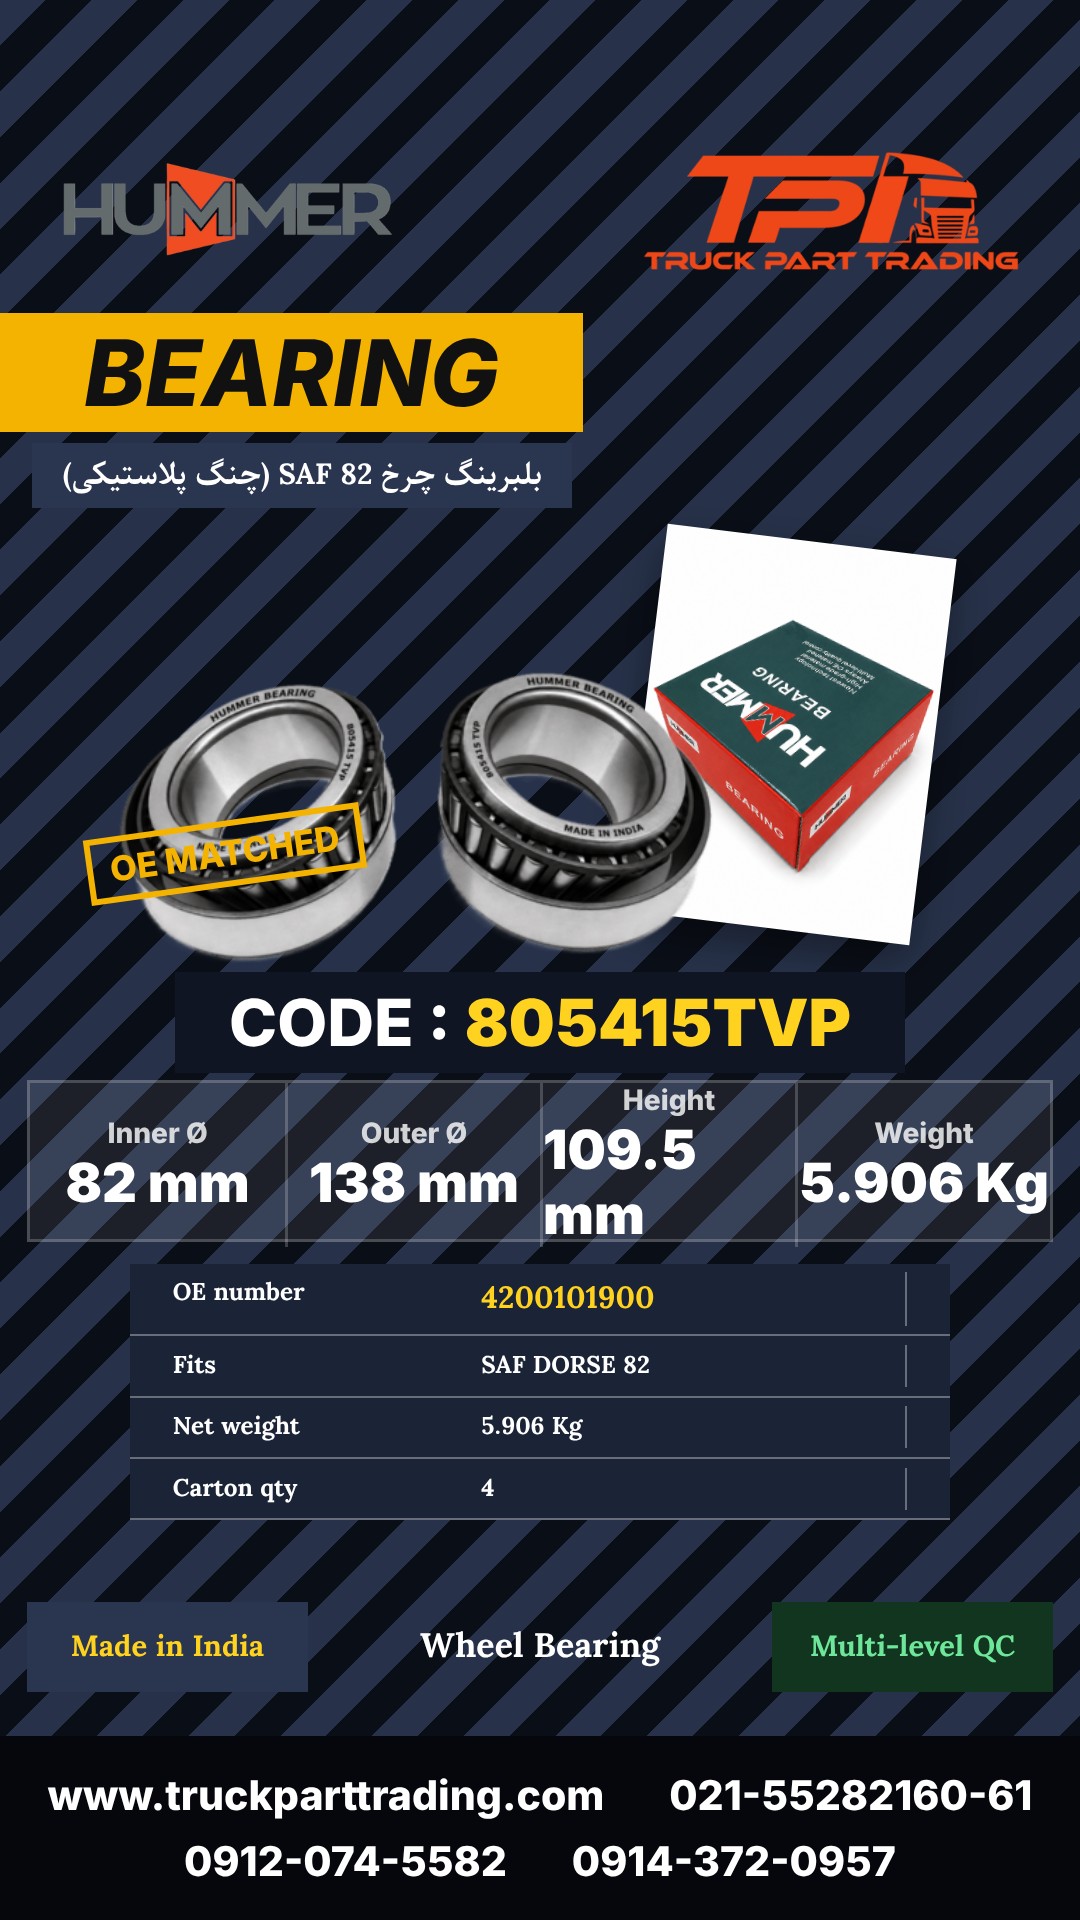 HUMMER
TPI
TRUCK PART TRADING
BEARING
بلبرینگ چرخ SAF 82 (چنگ پلاستیکی)
HUMMER BEARING
805415 TVP
OE MATCHED
HUMMER BEARING
805415 TVP
MADE IN INDIA
HUMMER
BEARING
BEARING
HUMMER
BEARING
CODE : 805415TVP
Inner Ø
82 mm
Outer Ø
138 mm
Height
109.5
mm
Weight
5.906 Kg
OE number 4200101900
Fits SAF DORSE 82
Net weight 5.906 Kg
Carton qty 4
Made in India
Wheel Bearing
Multi-level QC
www.truckparttrading.com 021-55282160-61
0912-074-5582 0914-372-0957